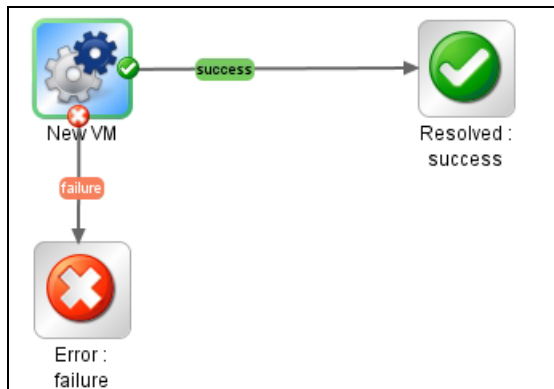 success
New VM
Resolved :
success
failure
Error :
failure